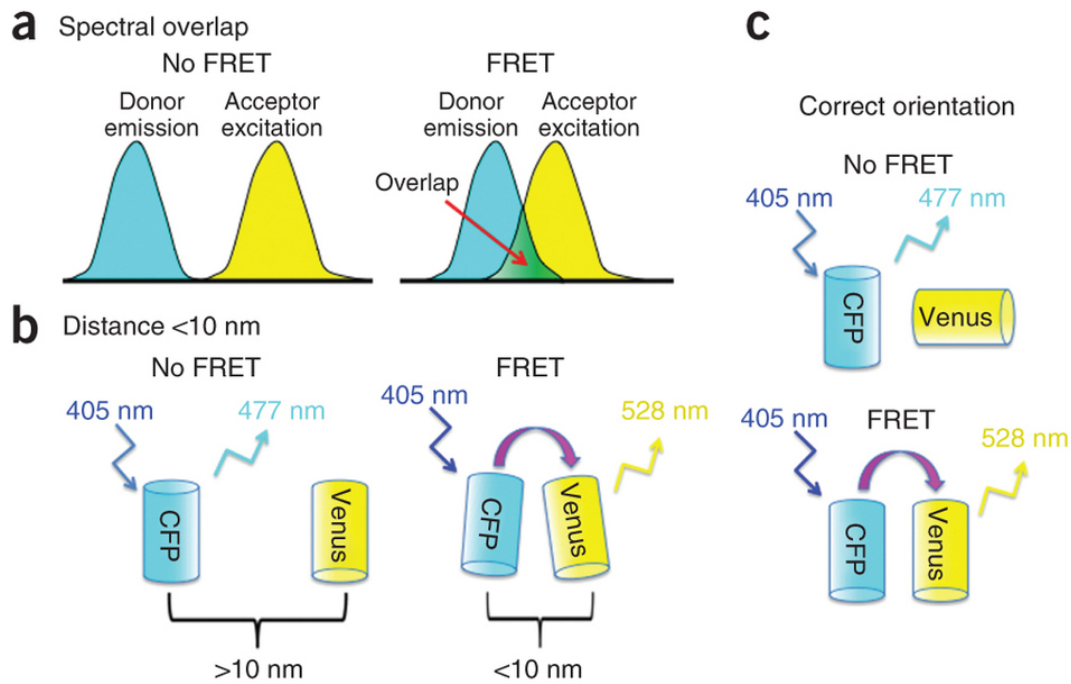 a Spectral overlap
No FRET
Donor
emission
Acceptor
excitation
FRET
Donor
emission
Acceptor
excitation
Overlap
b Distance <10 nm
No FRET
405 nm
477 nm
CFP
Venus
>10 nm
FRET
405 nm
528 nm
CFP
Venus
<10 nm
c
Correct orientation
No FRET
405 nm
477 nm
CFP
Venus
FRET
405 nm
528 nm
CFP
Venus